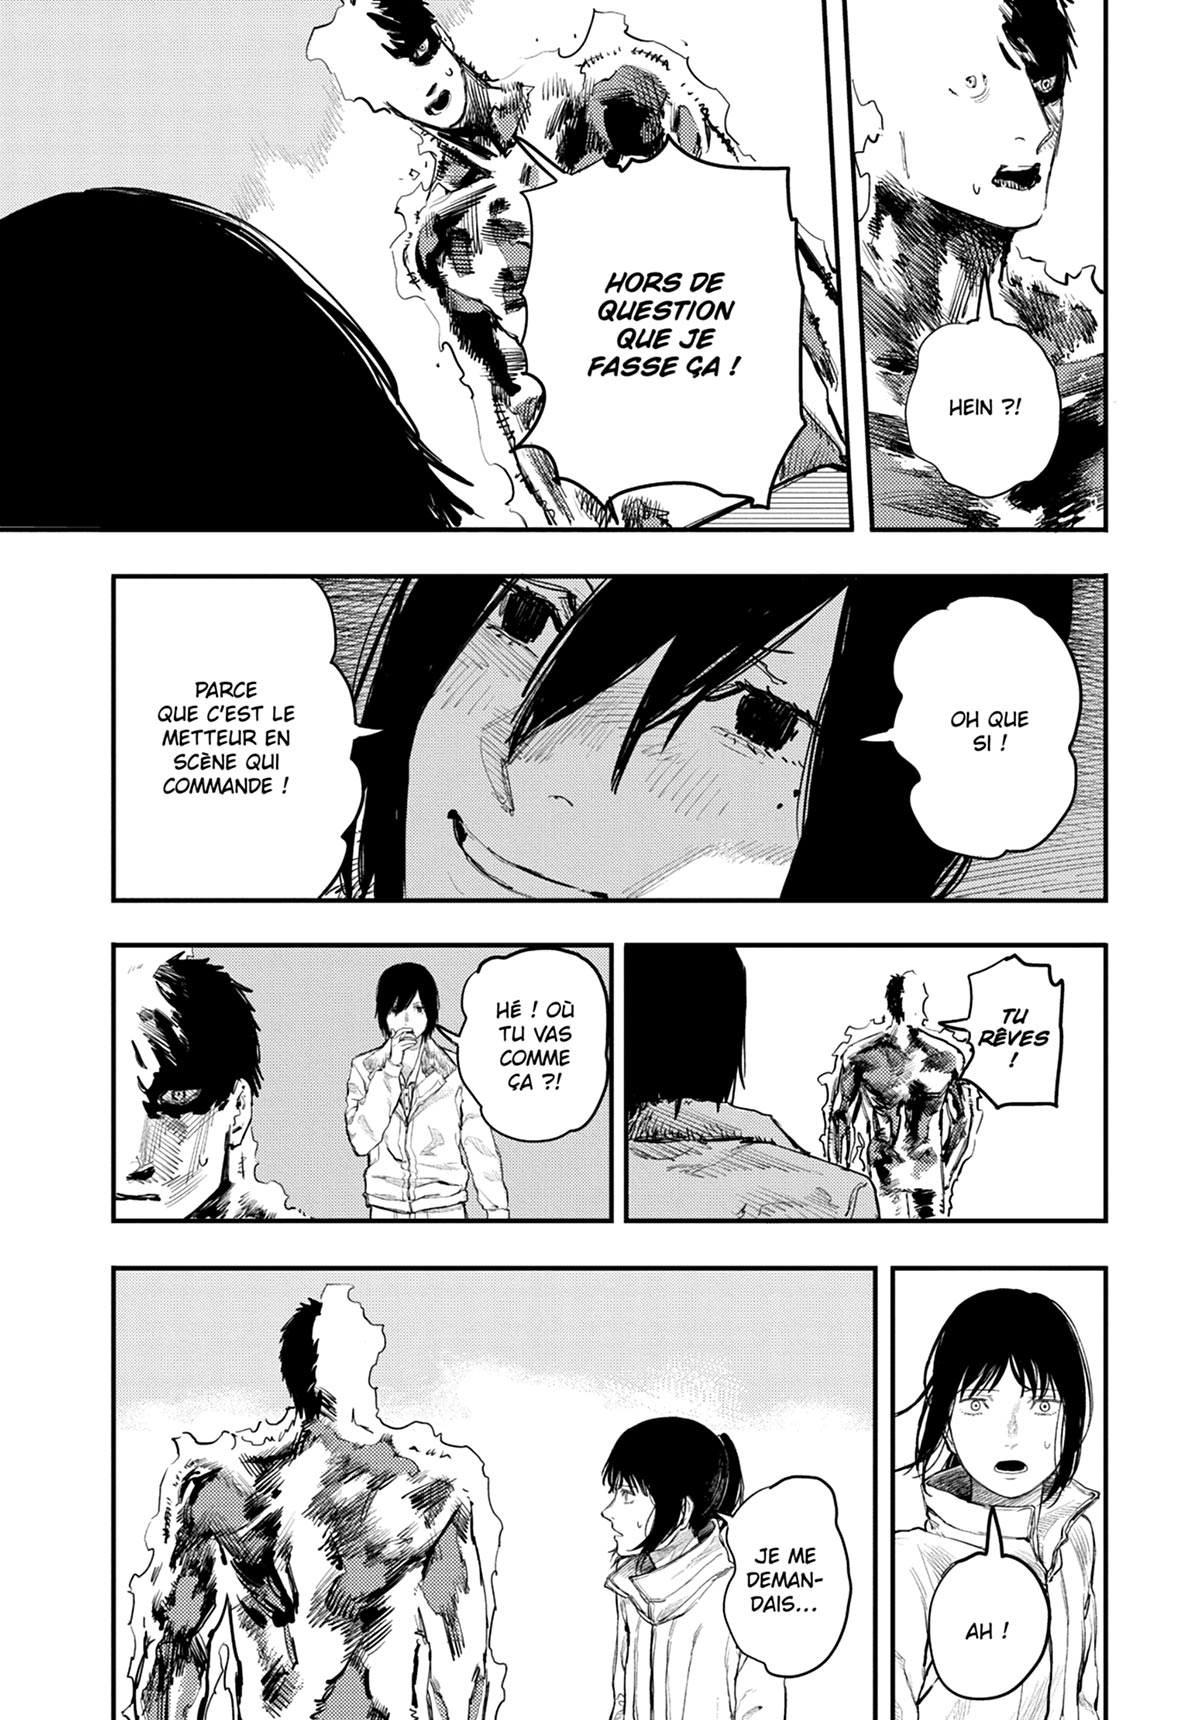 HEIN ?!
HORS DE
QUESTION
QUE JE
FASSE ÇA !
OH QUE
SI !
PARCE
QUE C'EST LE
METTEUR EN
SCÈNE QUI
COMMANDE !
TU
RÊVES
!
HÉ ! OÙ
TU VAS
COMME
ÇA ?!
AH !
JE ME
DEMAN-
DAIS...